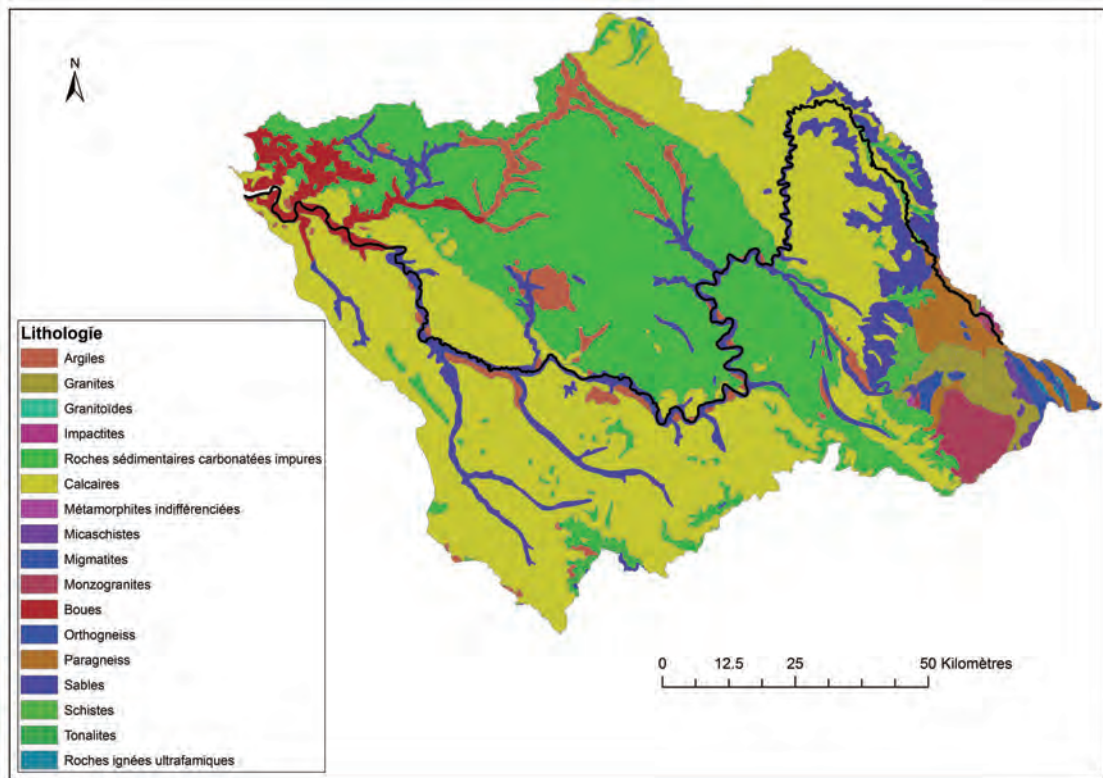 N
Lithologie
Argiles
Granites
Granitoïdes
Impactites
Roches sédimentaires carbonatées impures
Calcaires
Métamorphites indifférenciées
Micaschistes
Migmatites
Monzogranites
Boues
Orthogneiss
Paragneiss
Sables
Schistes
Tonalites
Roches ignées ultrafamiques
0 12.5 25 50 Kilomètres